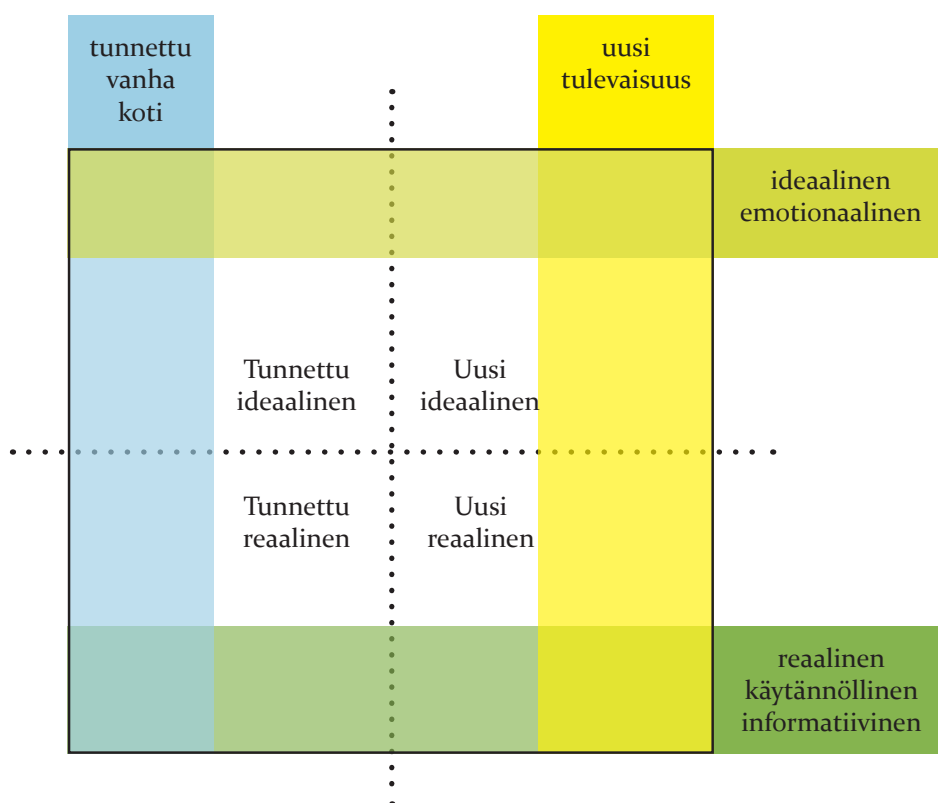 tunnettu
vanha
koti
uusi
tulevaisuus
ideaalinen
emotionaalinen
Tunnettu
ideaalinen
Uusi
ideaalinen
Tunnettu
reaalinen
Uusi
reaalinen
reaalinen
käytännöllinen
informatiivinen